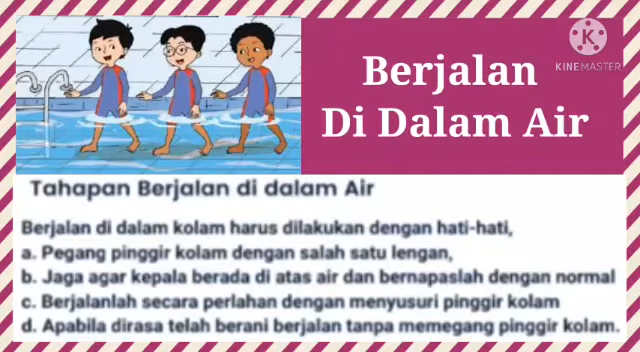 Berjalan
Di Dalam Air
KINEMASTER
Tahapan Berjalan di dalam Air
Berjalan di dalam kolam harus dilakukan dengan hati-hati,
a. Pegang pinggir kolam dengan salah satu lengan,
b. Jaga agar kepala berada di atas air dan bernapaslah dengan normal
c. Berjalanlah secara perlahan dengan menyusuri pinggir kolam
d. Apabila dirasa telah berani berjalan tanpa memegang pinggir kolam.